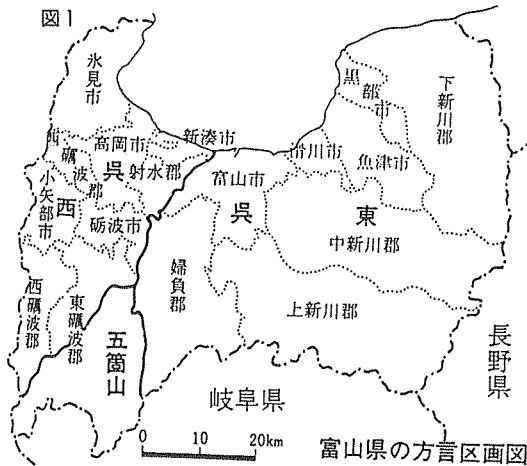 図1
氷見市
高岡市
新湊市
西礪波郡
呉
射水郡
小矢部市
西
砺波市
西礪波郡
東礪波郡
五箇山
富山市
呉
婦負郡
滑川市
黒部市
魚津市
下新川郡
東
中新川郡
上新川郡
長野県
岐阜県
0 10 20km
富山県の方言区画図